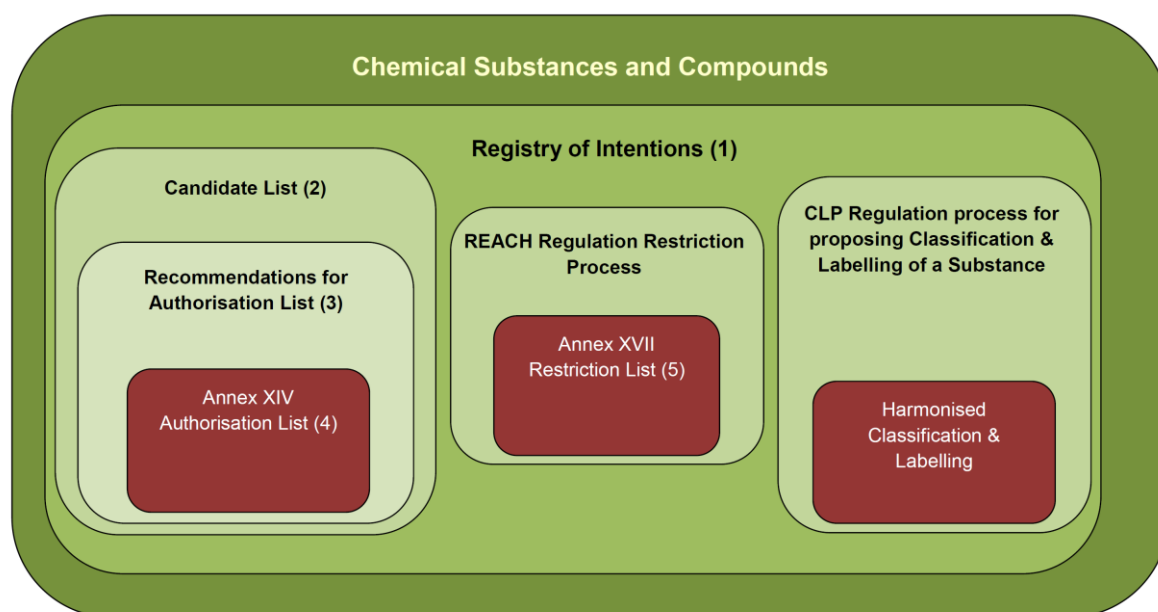 Chemical Substances and Compounds
Registry of Intentions (1)
Candidate List (2)
Recommendations for
Authorisation List (3)
Annex XIV
Authorisation List (4)
REACH Regulation Restriction
Process
Annex XVII
Restriction List (5)
CLP Regulation process for
proposing Classification &
Labelling of a Substance
Harmonised
Classification &
Labelling